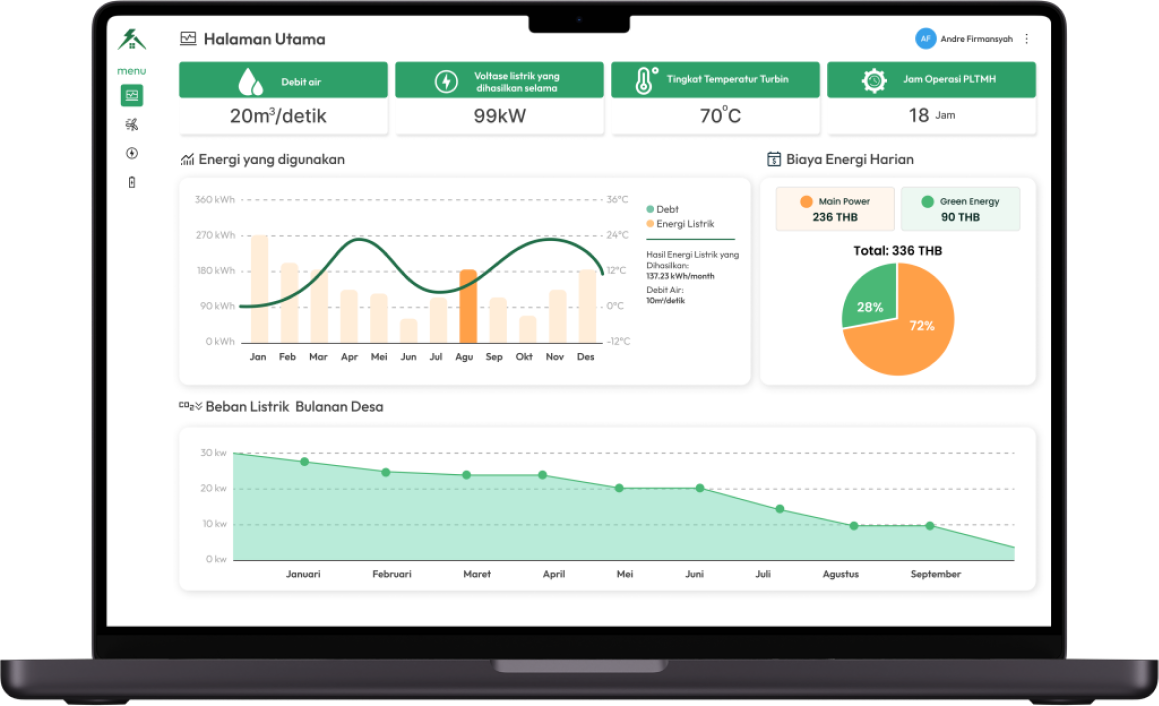 menu
Halaman Utama
AF
Andre Firmansyah
Debit air
20m³/detik
Voltase listrik yang
dihasilkan selama
99kW
Tingkat Temperatur Turbin
70°C
Jam Operasi PLTMH
18 Jam
Energi yang digunakan
360 kWh
270 kWh
180 kWh
90 kWh
0 kWh
36°C
24°C
12°C
0°C
-12°C
Jan Feb Mar Apr Mei Jun Jul Agu Sep Okt Nov Des
Debt
Energi Listrik
Hasil Energi Listrik yang
Dihasilkan:
137.23 kWh/month
Debit Air:
10m³/detik
Biaya Energi Harian
Main Power
236 THB
Green Energy
90 THB
Total: 336 THB
28%
72%
CO₂ Beban Listrik Bulanan Desa
30 kw
20 kw
10 kw
0 kw
Januari Februari Maret April Mei Juni Juli Agustus September